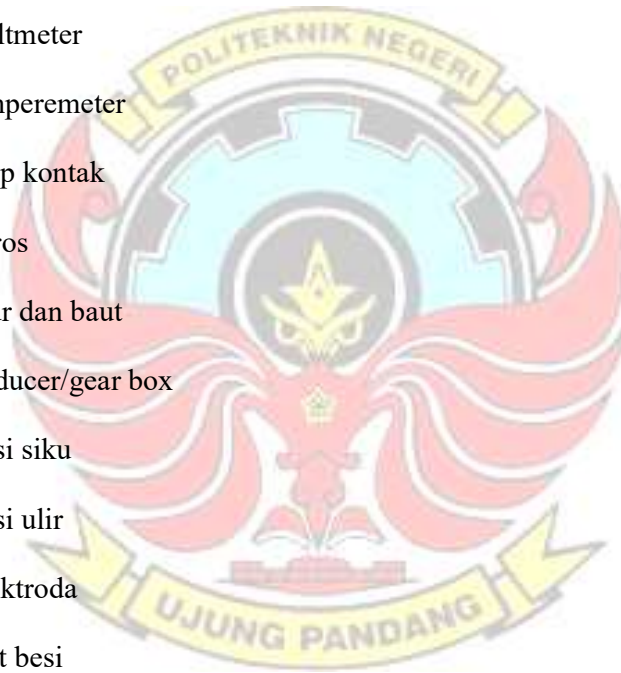 POLITEKNIK NEGERI
ltmeter
mperemeter
p kontak
ros
r dan baut
ducer/gear box
si siku
si ulir
ktroda
t besi
UJUNG PANDANG